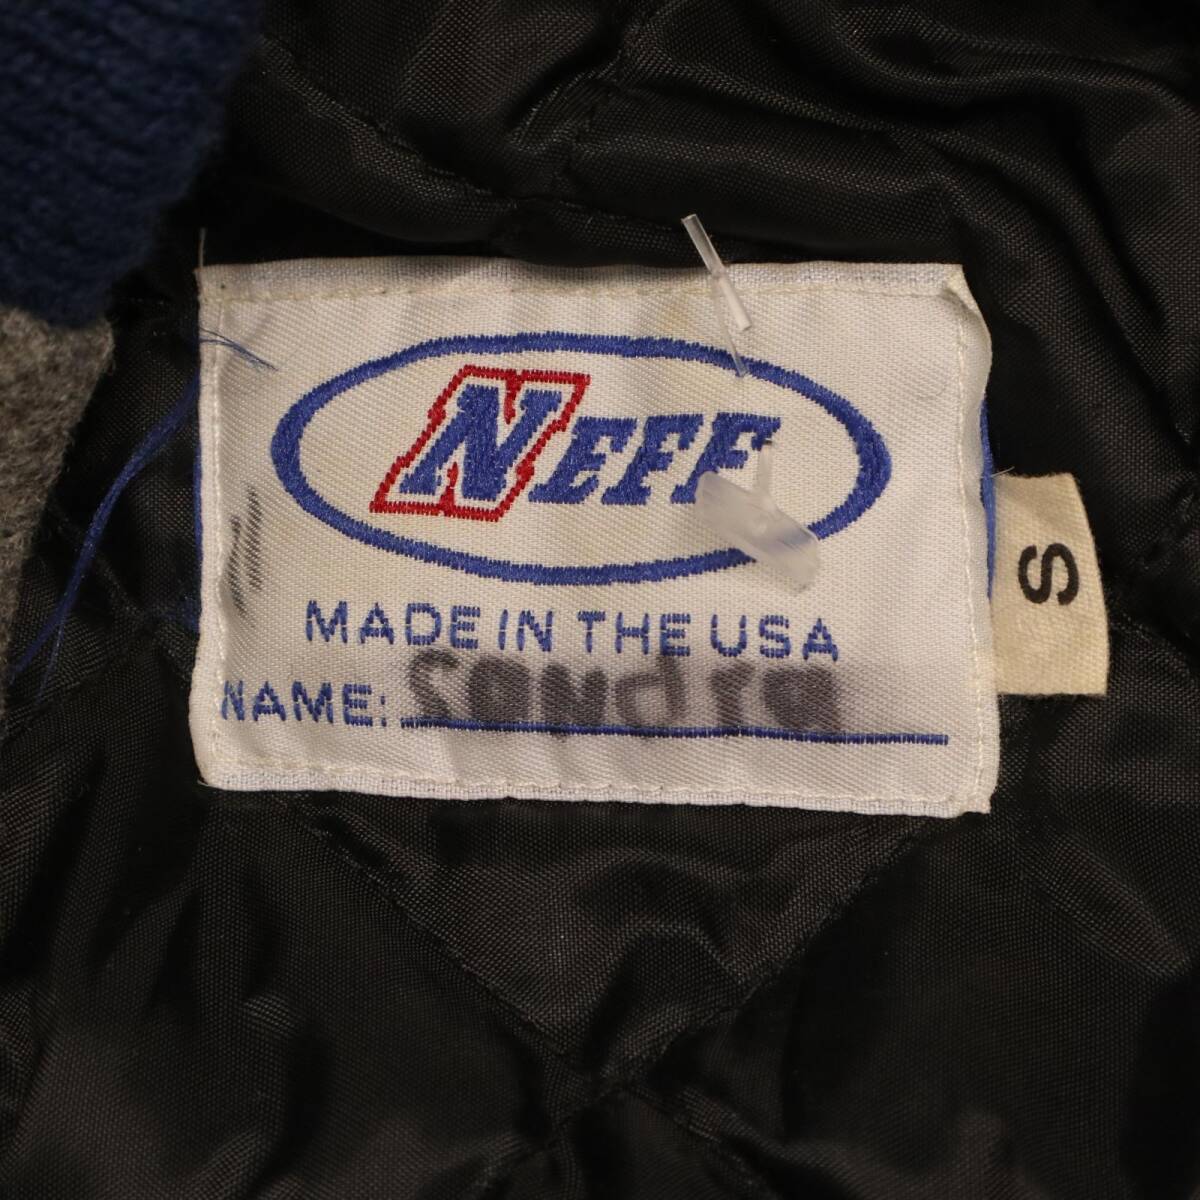 NEFF
MADE IN THE USA
NAME: Sandra
S